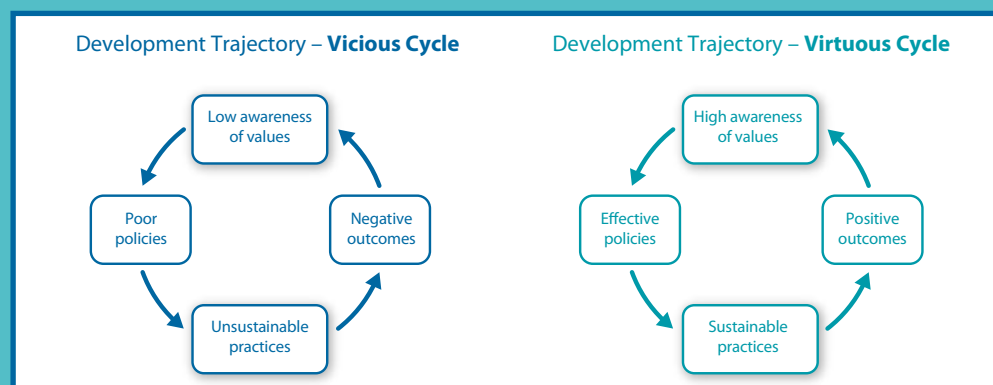 Development Trajectory – Vicious Cycle
Low awareness
of values
Poor
policies
Negative
outcomes
Unsustainable
practices
Development Trajectory – Virtuous Cycle
High awareness
of values
Effective
policies
Positive
outcomes
Sustainable
practices